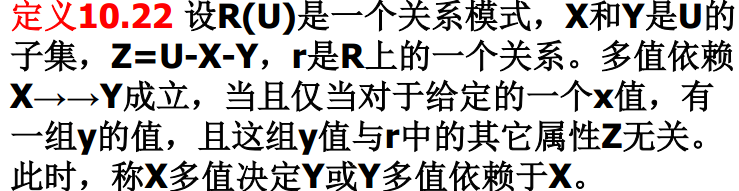 定义10.22 设R(U)是一个关系模式，X和Y是U的
子集，Z=U-X-Y，r是R上的一个关系。多值依赖
X→→Y成立，当且仅当对于给定的一个x值，有
一组y的值，且这组y值与r中的其它属性Z无关。
此时，称X多值决定Y或Y多值依赖于X。